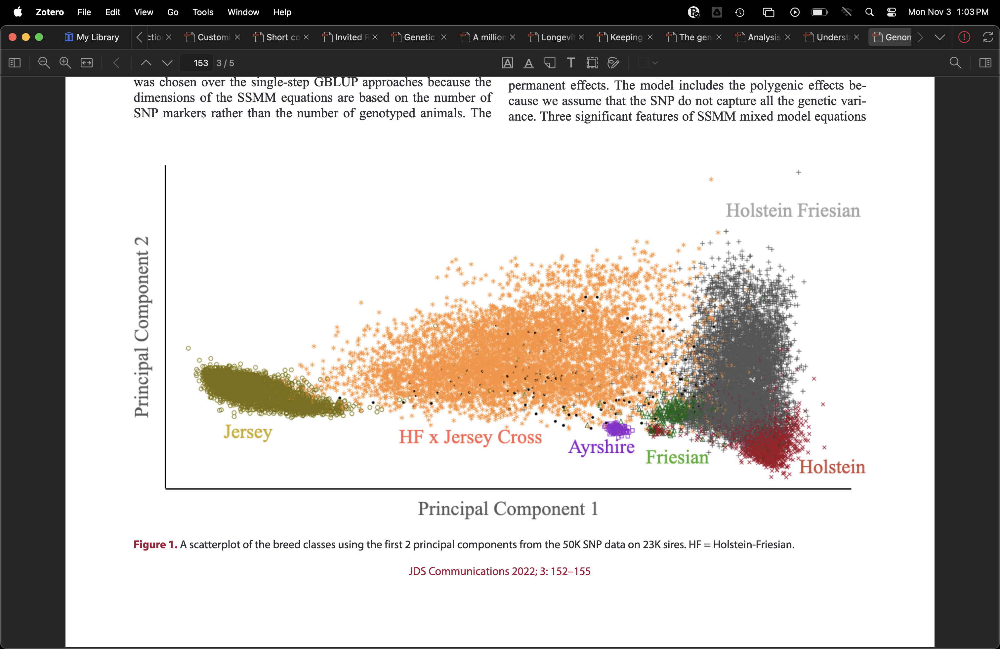 Zotero File Edit View Go Tools Window Help Mon Nov 3 1:03 PM
My Library ctio Customi Short co Invited R Genetic A million Longevit Keeping The gen Analysis Underst Genom
153 3 / 5
was chosen over the single-step GBLUP approaches because the
dimensions of the SSMM equations are based on the number of
SNP markers rather than the number of genotyped animals. The
permanent effects. The model includes the polygenic effects be-
cause we assume that the SNP do not capture all the genetic vari-
ance. Three significant features of SSMM mixed model equations
Principal Component 2
Holstein Friesian
Jersey
HF x Jersey Cross
Ayrshire
Friesian
Holstein
Principal Component 1
Figure 1. A scatterplot of the breed classes using the first 2 principal components from the 50K SNP data on 23K sires. HF = Holstein-Friesian.
JDS Communications 2022; 3: 152–155